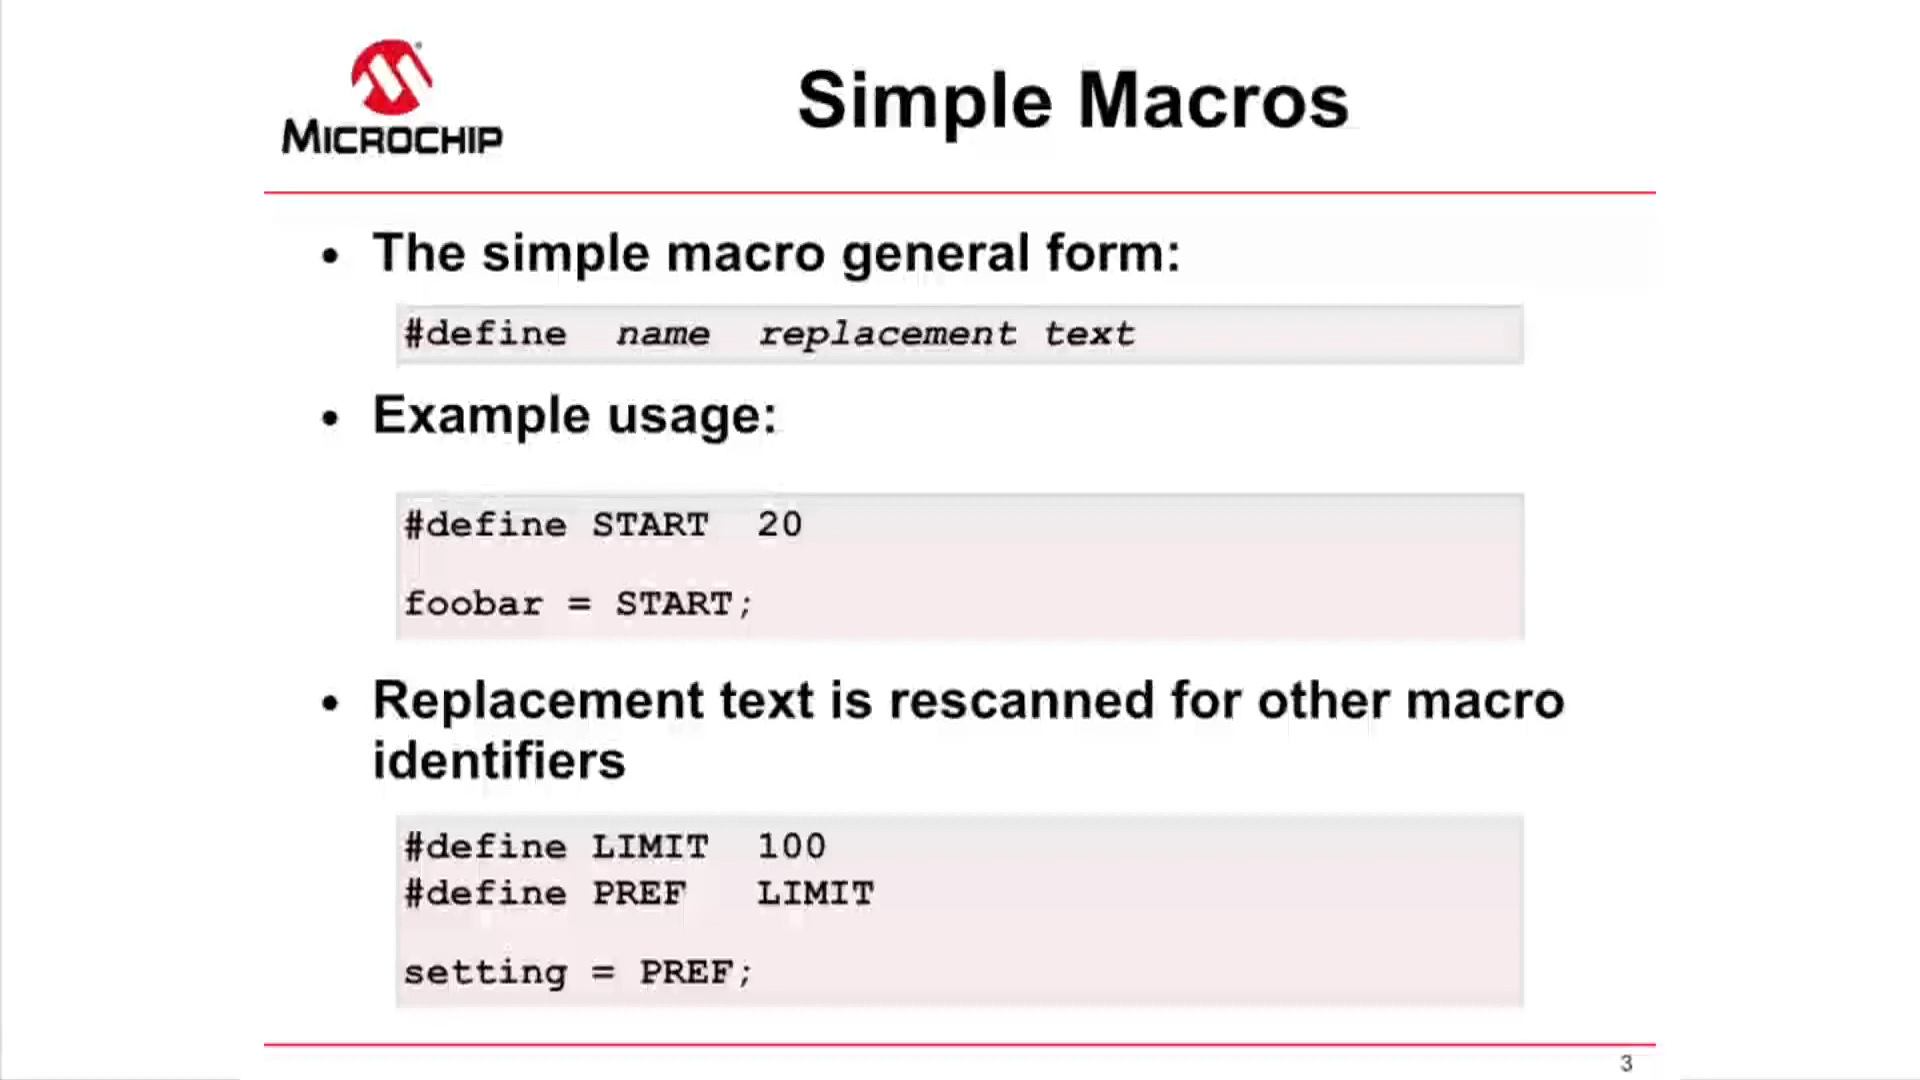 MICROCHIP
Simple Macros
• The simple macro general form:
#define  name  replacement text
• Example usage:
#define START  20
foobar = START;
• Replacement text is rescanned for other macro
identifiers
#define LIMIT  100
#define PREF   LIMIT
setting = PREF;
3